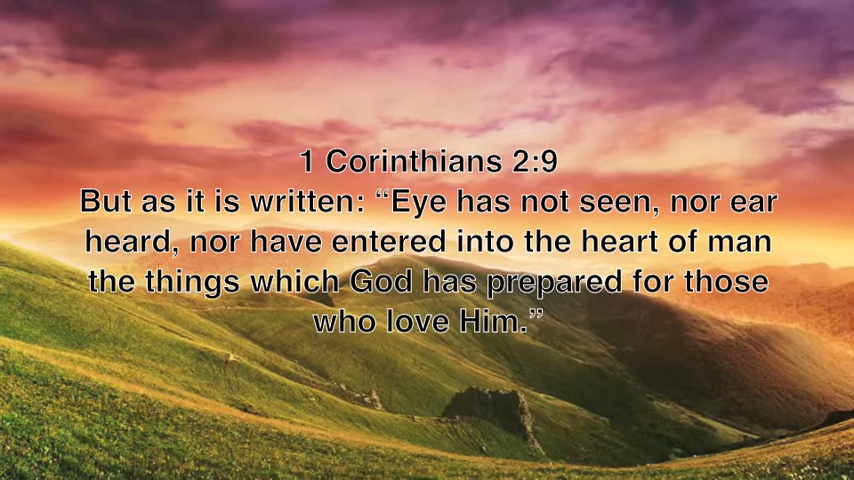 1 Corinthians 2:9
But as it is written: “Eye has not seen, nor ear
heard, nor have entered into the heart of man
the things which God has prepared for those
who love Him.”